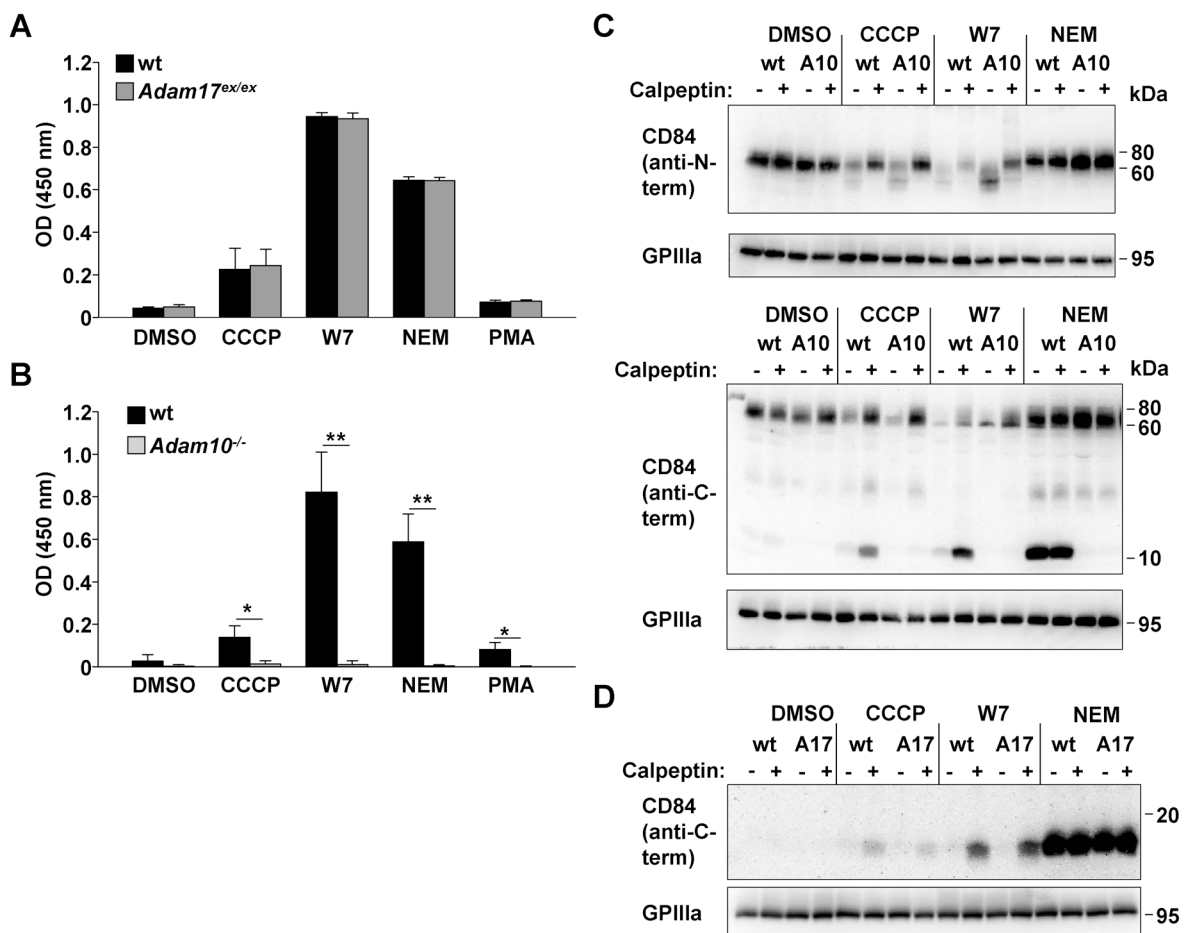 A
1.2
1.0
0.8
0.6
0.4
0.2
0
OD (450 nm)
wt
Adam17ex/ex
DMSO CCCP W7 NEM PMA
B
1.2
1.0
0.8
0.6
0.4
0.2
0
OD (450 nm)
wt
Adam10-/-
* ** ** *
DMSO CCCP W7 NEM PMA
C
DMSO CCCP W7 NEM
wt A10 wt A10 wt A10 wt A10
Calpeptin: - + - + - + - + - + - + - + - + kDa
CD84
(anti-N-
term)
80
60
GPIIIa
95
DMSO CCCP W7 NEM
wt A10 wt A10 wt A10 wt A10
Calpeptin: - + - + - + - + - + - + - + - + kDa
80
60
CD84
(anti-C-
term)
10
GPIIIa
95
D
DMSO CCCP W7 NEM
wt A17 wt A17 wt A17 wt A17
Calpeptin: - + - + - + - + - + - + - + - +
CD84
(anti-C-
term)
20
GPIIIa
95